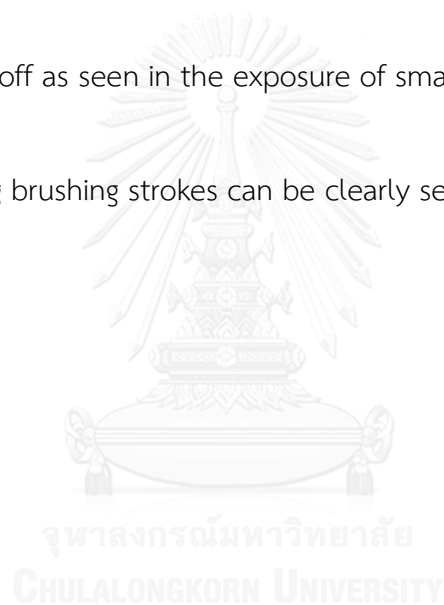 off as seen in the exposure of sma
brushing strokes can be clearly se
จุฬาลงกรณ์มหาวิทยาลัย
CHULALONGKORN UNIVERSITY